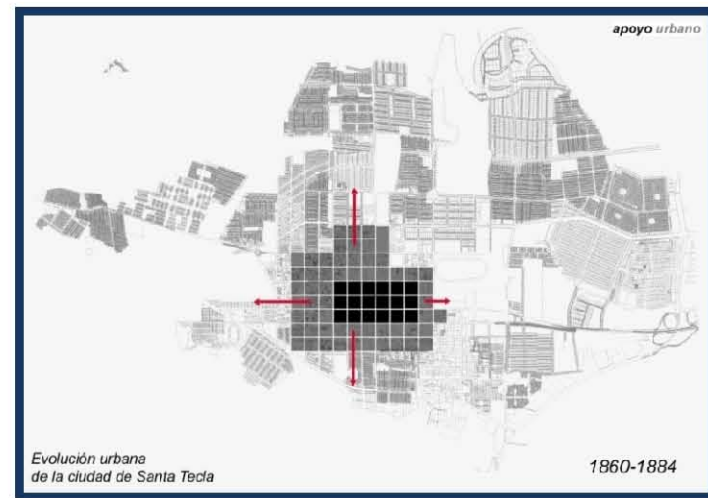 apoyo urbano
Evolución urbana
de la ciudad de Santa Tecla
1860-1884